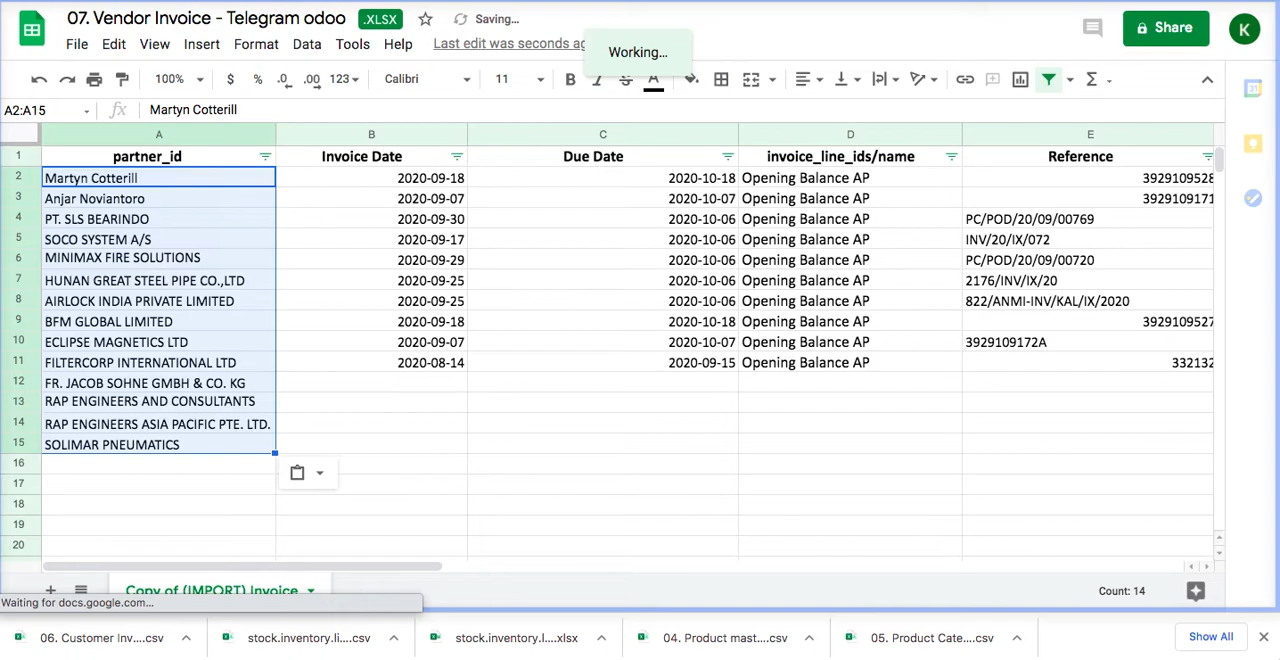 07. Vendor Invoice - Telegram odoo .XLSX Saving...
File Edit View Insert Format Data Tools Help Last edit was seconds ag
Working...
Share
K
100% $ % .0 .00 123 Calibri 11 B I S A Σ
A2:A15 fx Martyn Cotterill
A B C D E
1 partner_id Invoice Date Due Date invoice_line_ids/name Reference
2 Martyn Cotterill 2020-09-18 2020-10-18 Opening Balance AP 3929109528
3 Anjar Noviantoro 2020-09-07 2020-10-07 Opening Balance AP 3929109171
4 PT. SLS BEARINDO 2020-09-30 2020-10-06 Opening Balance AP PC/POD/20/09/00769
5 SOCO SYSTEM A/S 2020-09-17 2020-10-06 Opening Balance AP INV/20/IX/072
6 MINIMAX FIRE SOLUTIONS 2020-09-29 2020-10-06 Opening Balance AP PC/POD/20/09/00720
7 HUNAN GREAT STEEL PIPE CO.,LTD 2020-09-25 2020-10-06 Opening Balance AP 2176/INV/IX/20
8 AIRLOCK INDIA PRIVATE LIMITED 2020-09-25 2020-10-06 Opening Balance AP 822/ANMI-INV/KAL/IX/2020
9 BFM GLOBAL LIMITED 2020-09-18 2020-10-18 Opening Balance AP 3929109527
10 ECLIPSE MAGNETICS LTD 2020-09-07 2020-10-07 Opening Balance AP 3929109172A
11 FILTERCORP INTERNATIONAL LTD 2020-08-14 2020-09-15 Opening Balance AP 332132
12 FR. JACOB SOHNE GMBH & CO. KG
13 RAP ENGINEERS AND CONSULTANTS
14 RAP ENGINEERS ASIA PACIFIC PTE. LTD.
15 SOLIMAR PNEUMATICS
16
17
18
19
20
31
Copy of (IMPORT) Invoice
Count: 14
Waiting for docs.google.com...
06. Customer Inv....csv stock.inventory.li....csv stock.inventory.l....xlsx 04. Product mast....csv 05. Product Cate....csv Show All